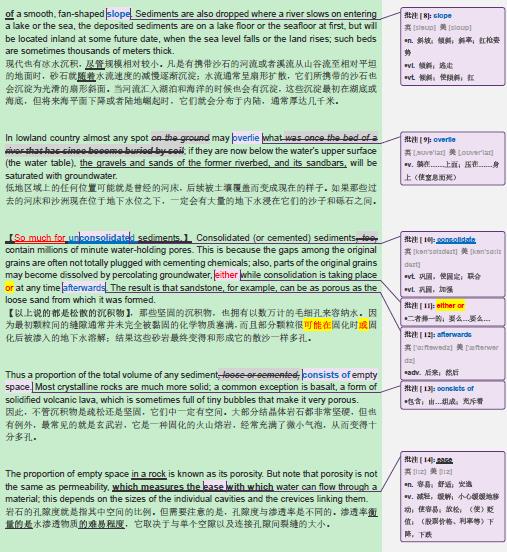 of a smooth, fan-shaped slope. Sediments are also dropped where a river slows on entering
a lake or the sea, the deposited sediments are on a lake floor or the seafloor at first, but will
be located inland at some future date, when the sea level falls or the land rises; such beds
are sometimes thousands of meters thick.
现代也有冰水沉积，尽管规模相对较小。凡是有携带沙石的河流或者溪流从山谷流至相对平坦
的地面时，砂石就随着水流速度的减慢逐渐沉淀；水流通常呈扇形扩散，它们所携带的沙石也
会沉淀为光滑的扇形斜面。当河流汇入湖泊和海洋的时候也会有沉淀，这些沉淀最初在湖底或
海底，但将来海平面下降或者陆地崛起时，它们就会分布于内陆，通常厚达几千米。
In lowland country almost any spot on the ground may overlie what was once the bed of a
river that has since become buried by soil; if they are now below the water's upper surface
(the water table), the gravels and sands of the former riverbed, and its sandbars, will be
saturated with groundwater.
低地区域上的任何位置可能就是曾经的河床，后续被土壤覆盖而变成现在的样子。如果那些过
去的河床和沙洲现在位于地下水位之下，一定会有大量的地下水浸在它们的沙子和砾石之间。
【So much for unconsolidated sediments.】 Consolidated (or cemented) sediments, too,
contain millions of minute water-holding pores. This is because the gaps among the original
grains are often not totally plugged with cementing chemicals; also, parts of the original grains
may become dissolved by percolating groundwater, either while consolidation is taking place
or at any time afterwards. The result is that sandstone, for example, can be as porous as the
loose sand from which it was formed.
【以上说的都是松散的沉积物】，那些坚固的沉积物，也拥有以数万计的毛细孔来容纳水。因
为最初颗粒间的缝隙通常并未完全被黏固的化学物质塞满，而且部分颗粒很可能在固化时或固
化后被渗入的地下水溶解；结果这些砂岩最终变得和形成它的散沙一样多孔。
Thus a proportion of the total volume of any sediment, loose or cemented, consists of empty
space. Most crystalline rocks are much more solid; a common exception is basalt, a form of
solidified volcanic lava, which is sometimes full of tiny bubbles that make it very porous.
因此，不管沉积物是疏松还是坚固，它们中一定有空间。大部分结晶体岩石都非常坚硬，但也
有例外，最常见的就是玄武岩，它是一种固化的火山熔岩，经常充满了微小气泡，从而变得十
分多孔。
The proportion of empty space in a rock is known as its porosity. But note that porosity is not
the same as permeability, which measures the ease with which water can flow through a
material; this depends on the sizes of the individual cavities and the crevices linking them.
岩石的孔隙度就是指其中空间的比例。但需要注意的是，孔隙度与渗透率是不同的。渗透率衡
量的是水渗透物质的难易程度，它取决于与单个空隙以及连接孔隙间裂缝的大小。
批注 [8]: slope
英 [sləup] 美 [sloup]
•n. 斜坡；倾斜；斜率；扛枪姿
势
•vi. 倾斜；逃走
•vt. 倾斜；使倾斜；扛
批注 [9]: overlie
•vt. 躺在……上面；压在……身
上（使窒息而死）
批注 [10]: consolidate
•vt. 巩固，使固定；联合
•vi. 巩固，加强
批注 [11]: either or
•二者择一的；要么…要么…
批注 [12]: afterwards
•adv. 后来；然后
批注 [13]: consists of
•包含；由…组成；充斥着
批注 [14]: ease
英 [iːz] 美 [iːz]
•n. 容易；舒适；安逸
•vt. 减轻，缓解；小心缓缓地移
动；使容易；放松；（使）贬
值；（股票价格、利率等）下
降，下跌